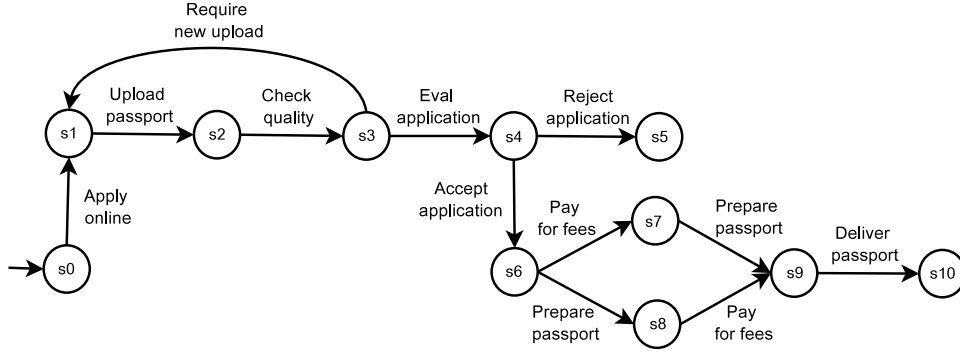 Require
new upload
Upload
passport
Check
quality
Eval
application
Reject
application
s1
s2
s3
s4
s5
Apply
online
Accept
application
Pay
for fees
s7
Prepare
passport
Deliver
passport
s0
s6
s9
s10
Prepare
passport
s8
Pay
for fees